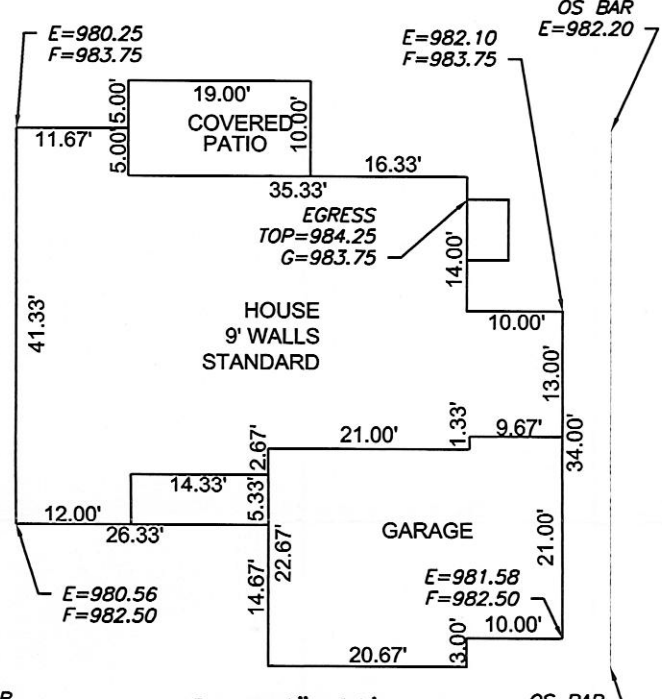 OS BAR
E=982.20
E=980.25
F=983.75
E=982.10
F=983.75
19.00'
5.00'
COVERED
PATIO
10.00'
11.67'
5.00'
16.33'
35.33'
EGRESS
TOP=984.25
G=983.75
14.00'
HOUSE
9' WALLS
STANDARD
10.00'
41.33'
13.00'
21.00'
1.33'
9.67'
34.00'
2.67'
14.33'
5.33'
12.00'
26.33'
GARAGE
21.00'
22.67'
14.67'
E=980.56
F=982.50
E=981.58
F=982.50
10.00'
3.00'
20.67'
OS BAR